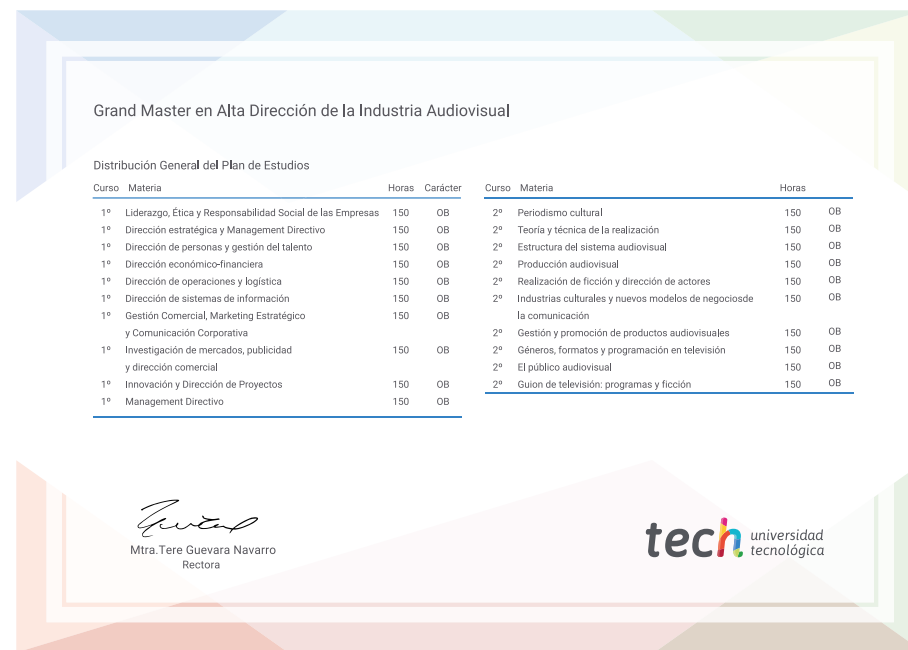 Grand Master en Alta Dirección de la Industria Audiovisual
Distribución General del Plan de Estudios
Curso Materia Horas Carácter
1º Liderazgo, Ética y Responsabilidad Social de las Empresas 150 OB
1º Dirección estratégica y Management Directivo 150 OB
1º Dirección de personas y gestión del talento 150 OB
1º Dirección económico-financiera 150 OB
1º Dirección de operaciones y logística 150 OB
1º Dirección de sistemas de información 150 OB
1º Gestión Comercial, Marketing Estratégico 150 OB
y Comunicación Corporativa
1º Investigación de mercados, publicidad 150 OB
y dirección comercial
1º Innovación y Dirección de Proyectos 150 OB
1º Management Directivo 150 OB
Curso Materia Horas
2º Periodismo cultural 150 OB
2º Teoría y técnica de la realización 150 OB
2º Estructura del sistema audiovisual 150 OB
2º Producción audiovisual 150 OB
2º Realización de ficción y dirección de actores 150 OB
2º Industrias culturales y nuevos modelos de negociosde 150 OB
la comunicación
2º Gestión y promoción de productos audiovisuales 150 OB
2º Géneros, formatos y programación en televisión 150 OB
2º El público audiovisual 150 OB
2º Guion de televisión: programas y ficción 150 OB
Mtra.Tere Guevara Navarro
Rectora
tech universidad
tecnológica